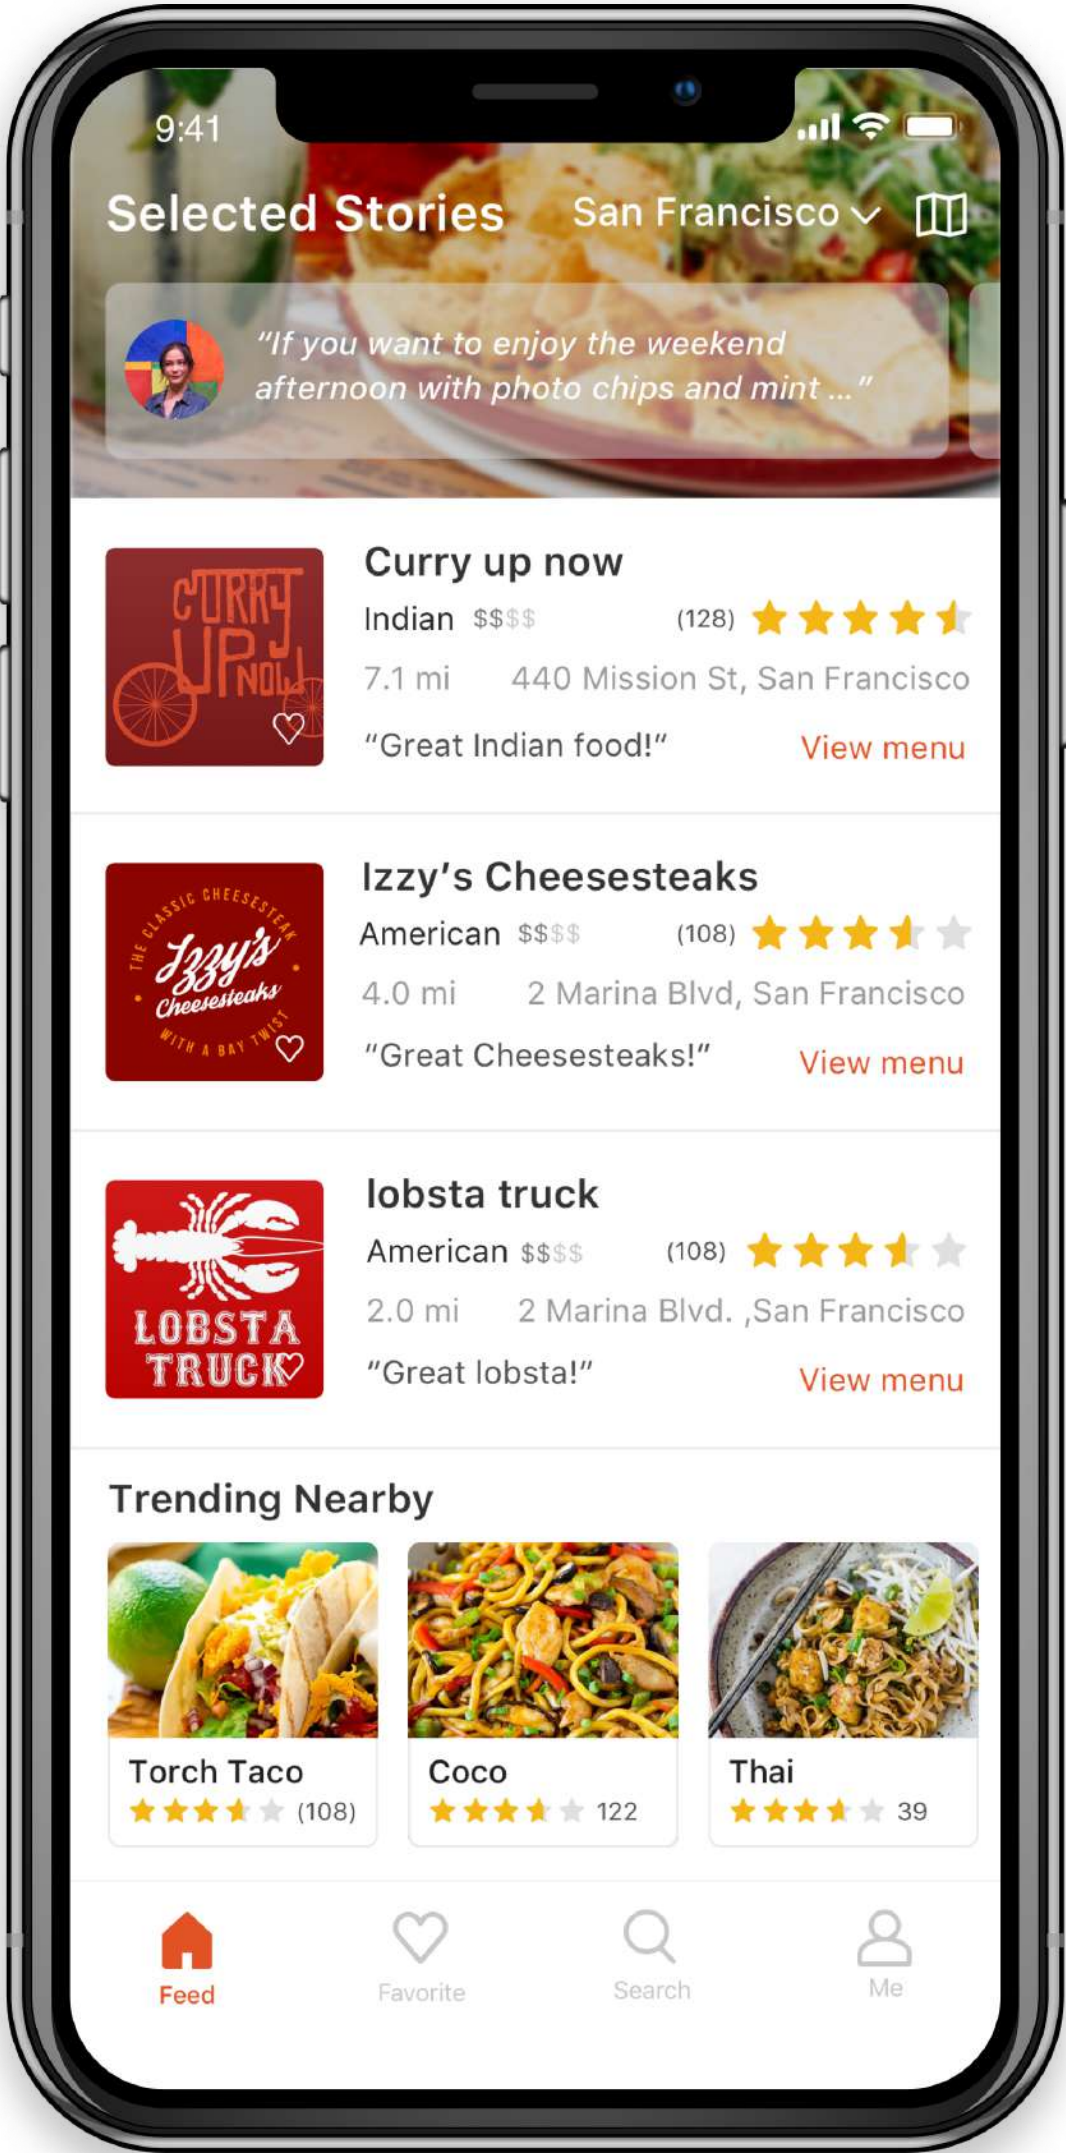 9:41
Selected Stories San Francisco
“If you want to enjoy the weekend
afternoon with photo chips and mint ...”
CURRY
UP
NOW
Curry up now
Indian $$$$ (128)
7.1 mi 440 Mission St, San Francisco
“Great Indian food!” View menu
THE CLASSIC CHEESESTEAK
Izzy's
Cheesesteaks
WITH A BAY TWIST
Izzy’s Cheesesteaks
American $$$$ (108)
4.0 mi 2 Marina Blvd, San Francisco
“Great Cheesesteaks!” View menu
LOBSTA
TRUCK
lobsta truck
American $$$$ (108)
2.0 mi 2 Marina Blvd. ,San Francisco
“Great lobsta!” View menu
Trending Nearby
Torch Taco
(108)
Coco
122
Thai
39
Feed
Favorite
Search
Me